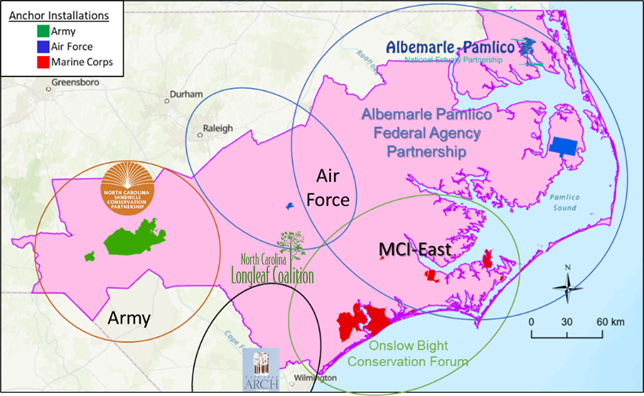 Anchor Installations
Army
Air Force
Marine Corps
Greensboro
Durham
Raleigh
Albemarle-Pamlico
National Estuary Partnership
Albemarle Pamlico
Federal Agency
Partnership
Air
Force
NORTH CAROLINA
SANDHILLS
CONSERVATION
PARTNERSHIP
Pamlico
Sound
North Carolina
Longleaf Coalition
MCI-East
Army
N
0 30 60 km
Onslow Bight
Conservation Forum
ARCH
Wilmington